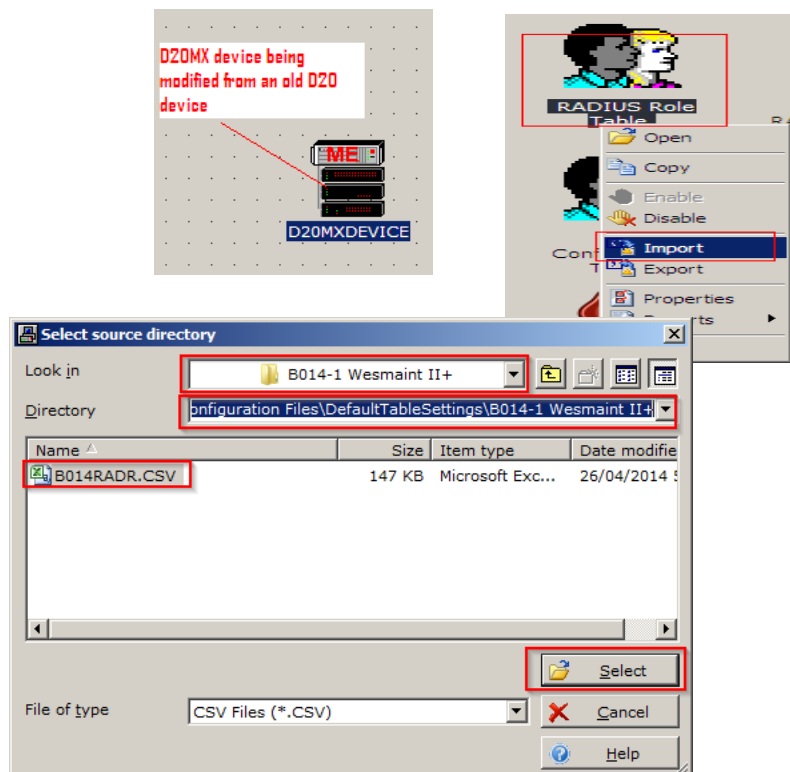 D20MX device being
modified from an old D20
device
ME
D20MXDEVICE
RADIUS Role
Table
Open
Copy
Enable
Disable
Import
Export
Properties
Select source directory
Look in
B014-1 Wesmaint II+
Directory
onfiguration Files\DefaultTableSettings\B014-1 Wesmaint II+
Name Size Item type Date modifie
B014RADR.CSV 147 KB Microsoft Exc... 26/04/2014
Select
File of type CSV Files (*.CSV) Cancel
Help